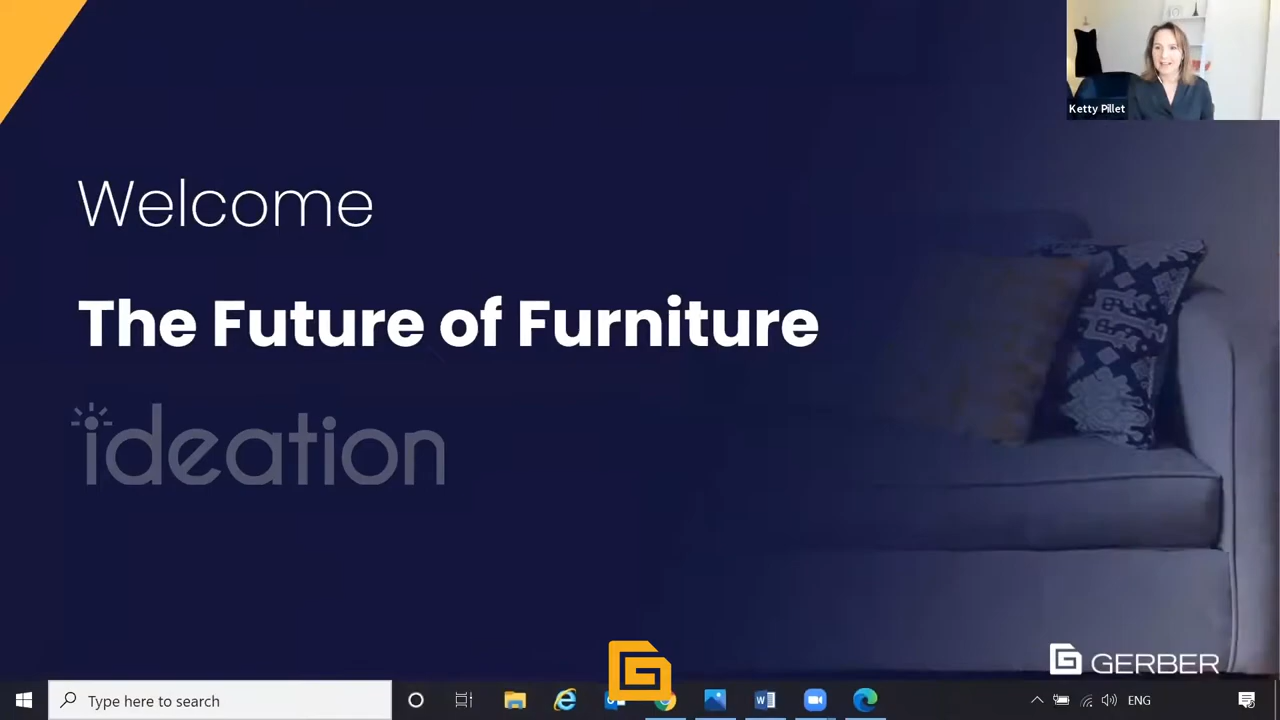 Ketty Pillet
Welcome
The Future of Furniture
ideation
GERBER
Type here to search
ENG